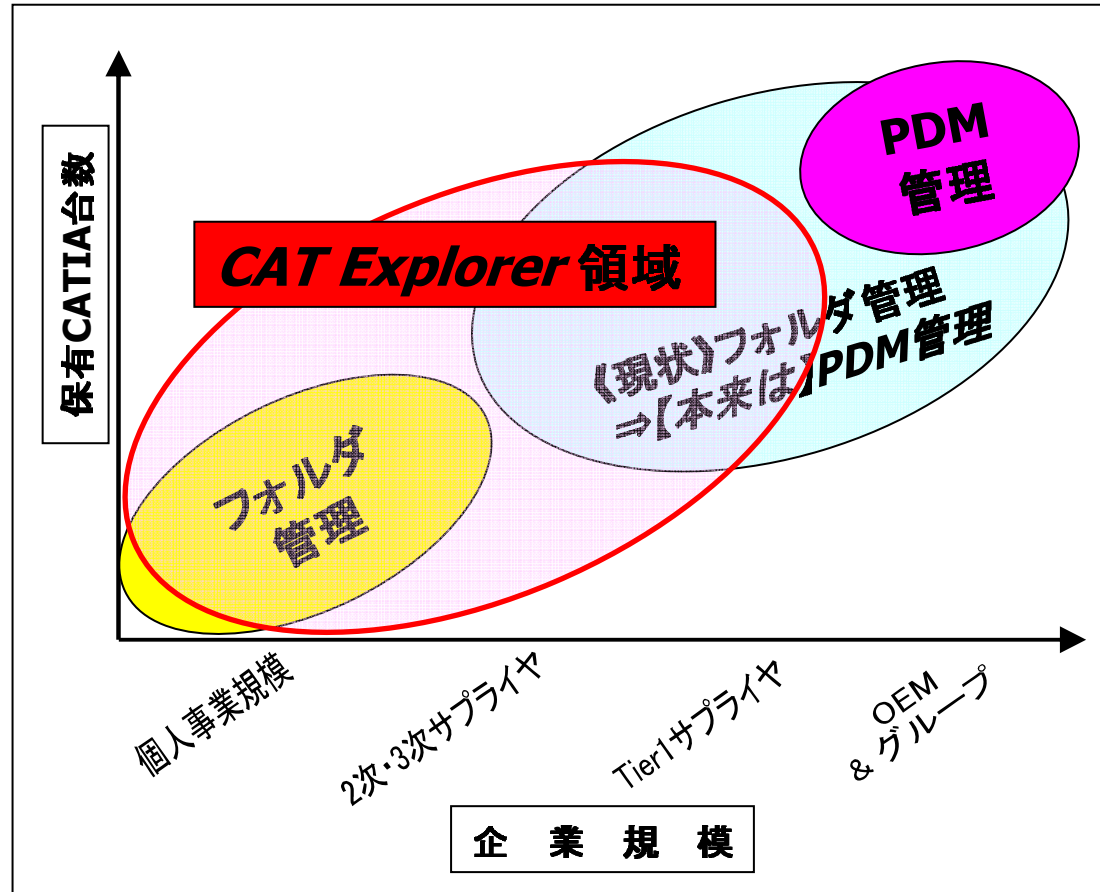 保有CATIA台数
PDM
管理
CAT Explorer 領域
《現状》フォルダ管理
⇒【本来は】PDM管理
フォルダ
管理
個人事業規模
2次・3次サプライヤ
Tier1サプライヤ
OEM
& グループ
企 業 規 模